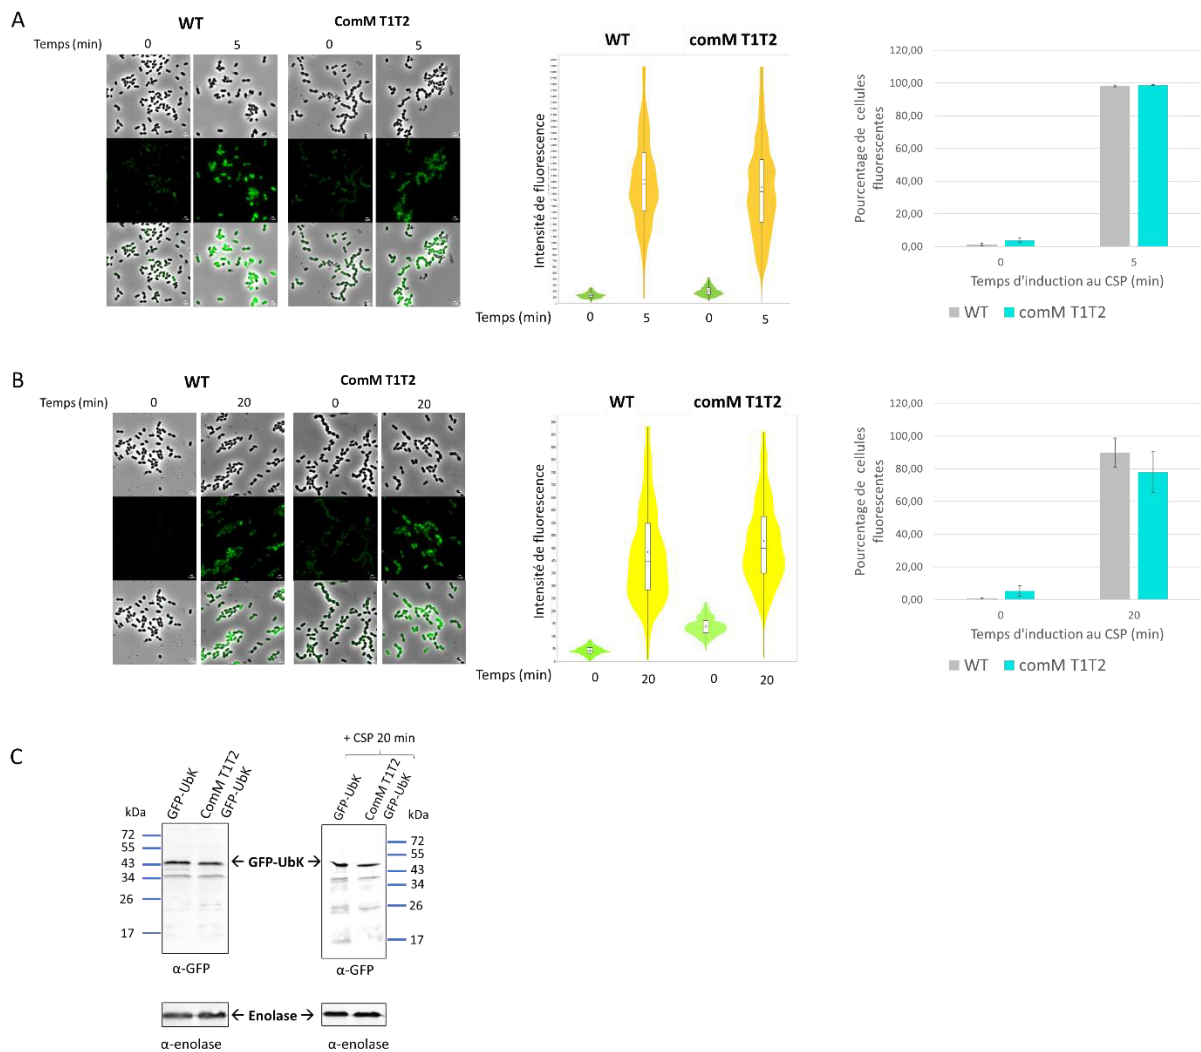 A
WT
ComM T1T2
Temps (min)
0
5
0
5
WT
comM T1T2
Intensité de fluorescence
Temps (min)
0
5
0
5
Pourcentage de cellules
fluorescentes
120,00
100,00
80,00
60,00
40,00
20,00
0,00
0
5
Temps d'induction au CSP (min)
WT
comM T1T2
B
WT
ComM T1T2
Temps (min)
0
20
0
20
WT
comM T1T2
Intensité de fluorescence
Temps (min)
0
20
0
20
Pourcentage de cellules
fluorescentes
120,00
100,00
80,00
60,00
40,00
20,00
0,00
0
20
Temps d'induction au CSP (min)
WT
comM T1T2
C
+ CSP 20 min
kDa
GFP-UbK
ComM T1T2
GFP-UbK
GFP-UbK
ComM T1T2
GFP-UbK
kDa
72
55
43
34
26
17
← GFP-UbK →
72
55
43
34
26
17
α-GFP
α-GFP
← Enolase →
α-enolase
α-enolase